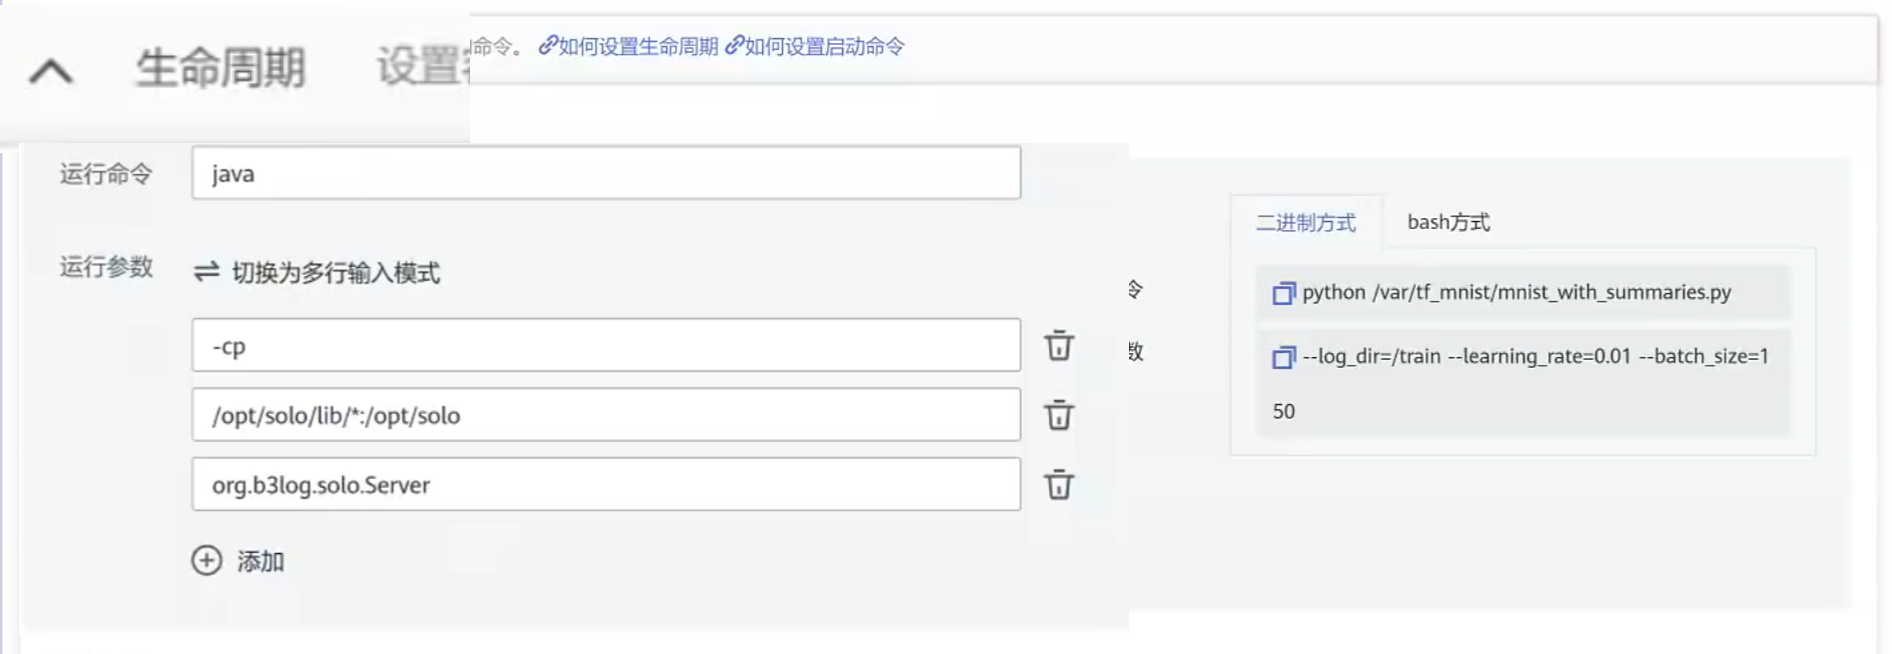 生命周期 设置
命令。 如何设置生命周期 如何设置启动命令
运行命令 java
运行参数 切换为多行输入模式
-cp
/opt/solo/lib/*:/opt/solo
org.b3log.solo.Server
添加
令
数
二进制方式 bash方式
python /var/tf_mnist/mnist_with_summaries.py
--log_dir=/train --learning_rate=0.01 --batch_size=1
50